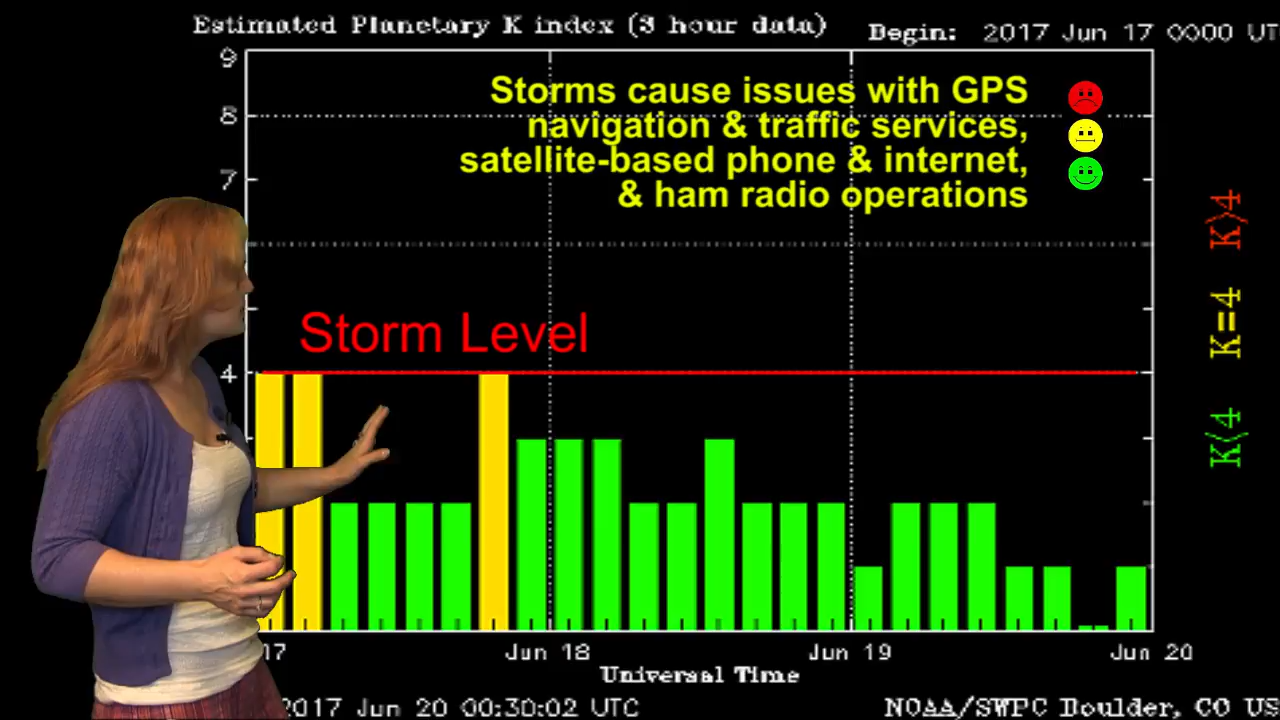 Estimated Planetary K index (3 hour data)
Begin: 2017 Jun 17 0000 UT
9
8
7
4
Storms cause issues with GPS
navigation & traffic services,
satellite-based phone & internet,
& ham radio operations
Storm Level
K>4
K=4
K<4
17 Jun 18 Jun 19 Jun 20
Universal Time
2017 Jun 20 00:30:02 UTC
NOAA/SWPC Boulder, CO US